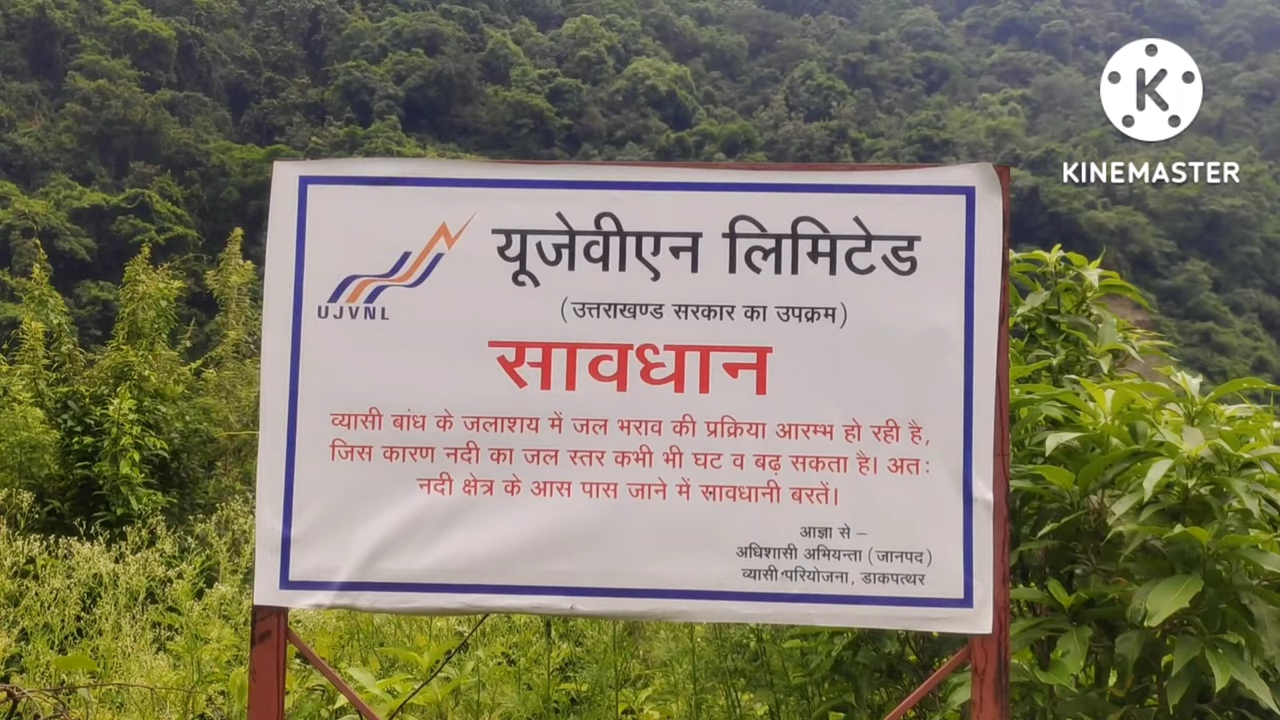 यूजेवीएन लिमिटेड
UJVNL
(उत्तराखण्ड सरकार का उपक्रम)
सावधान
व्यासी बांध के जलाशय में जल भराव की प्रक्रिया आरम्भ हो रही है,
जिस कारण नदी का जल स्तर कभी भी घट व बढ़ सकता है। अतः
नदी क्षेत्र के आस पास जाने में सावधानी बरतें।
आज्ञा से –
अधिशासी अभियन्ता (जानपद)
व्यासी परियोजना, डाकपत्थर
K
KINEMASTER